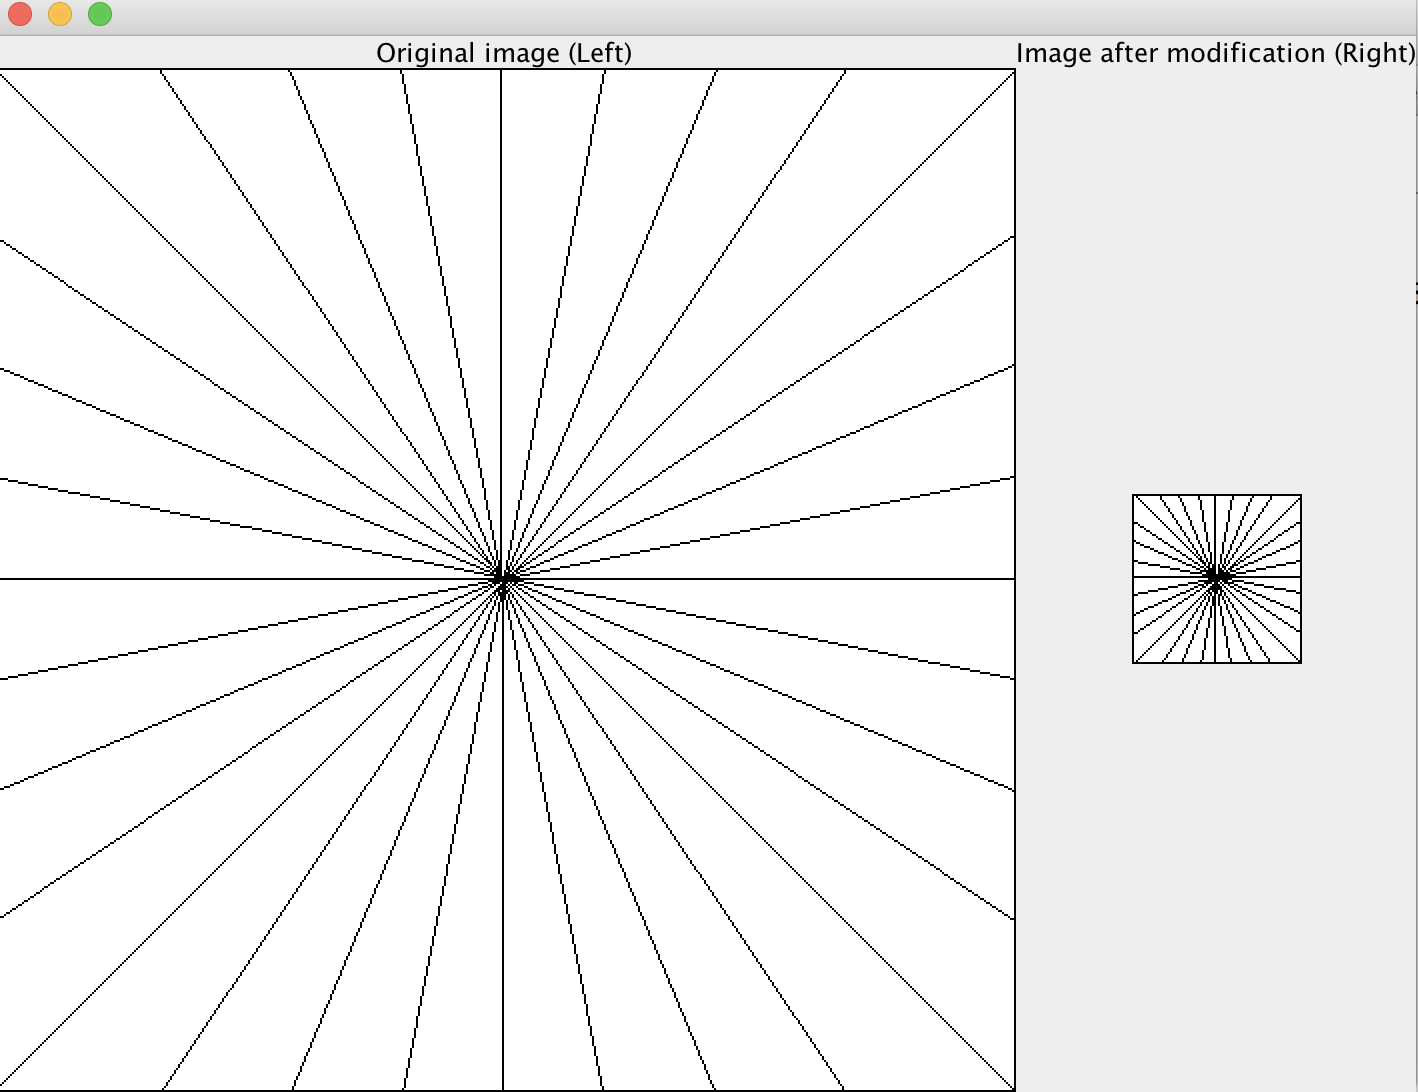 Original image (Left)
Image after modification (Right)